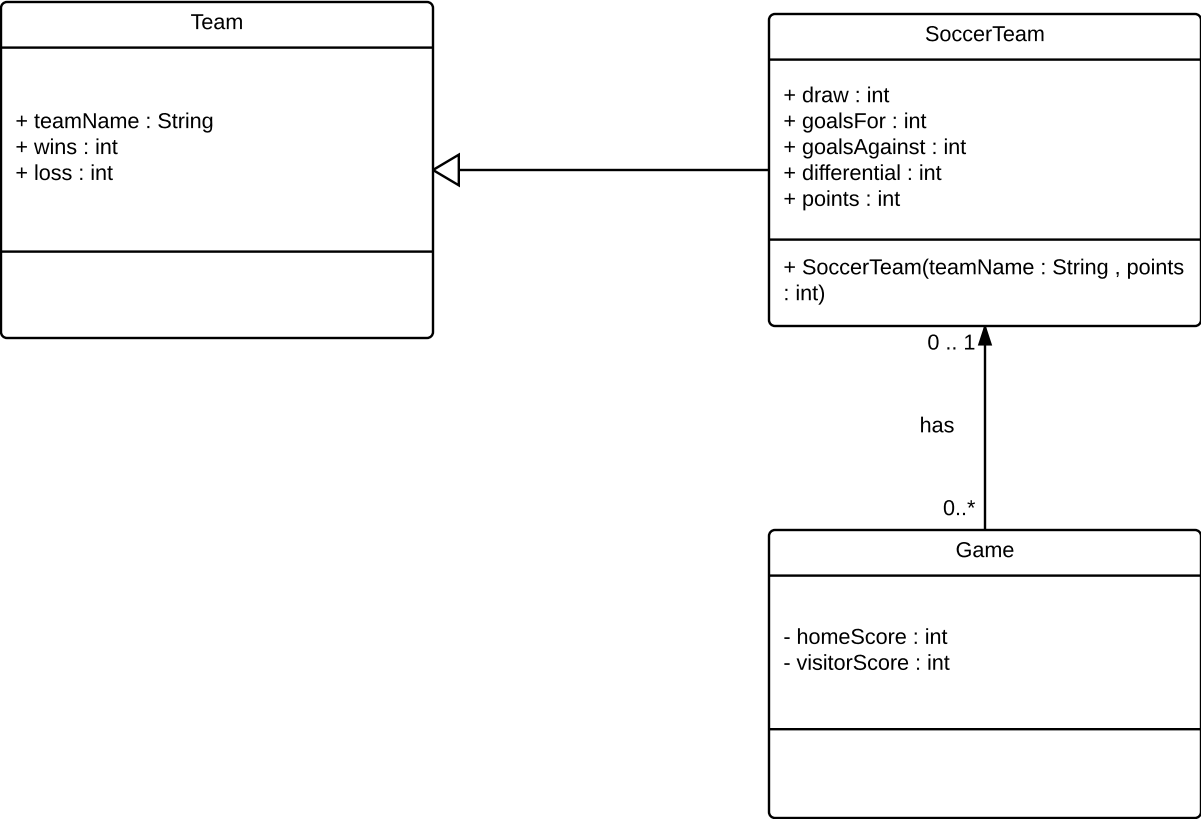 Team
+ teamName : String
+ wins : int
+ loss : int
SoccerTeam
+ draw : int
+ goalsFor : int
+ goalsAgainst : int
+ differential : int
+ points : int
+ SoccerTeam(teamName : String , points
: int)
0 .. 1
has
0..*
Game
- homeScore : int
- visitorScore : int